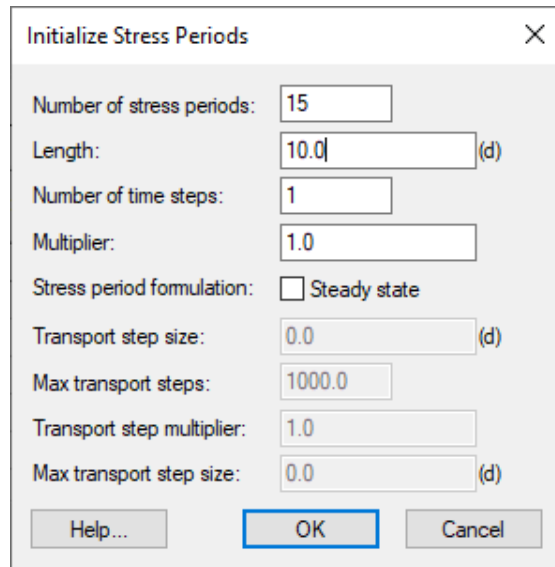 Initialize Stress Periods
Number of stress periods: 15
Length: 10.0 (d)
Number of time steps: 1
Multiplier: 1.0
Stress period formulation: Steady state
Transport step size: 0.0 (d)
Max transport steps: 1000.0
Transport step multiplier: 1.0
Max transport step size: 0.0 (d)
Help... OK Cancel